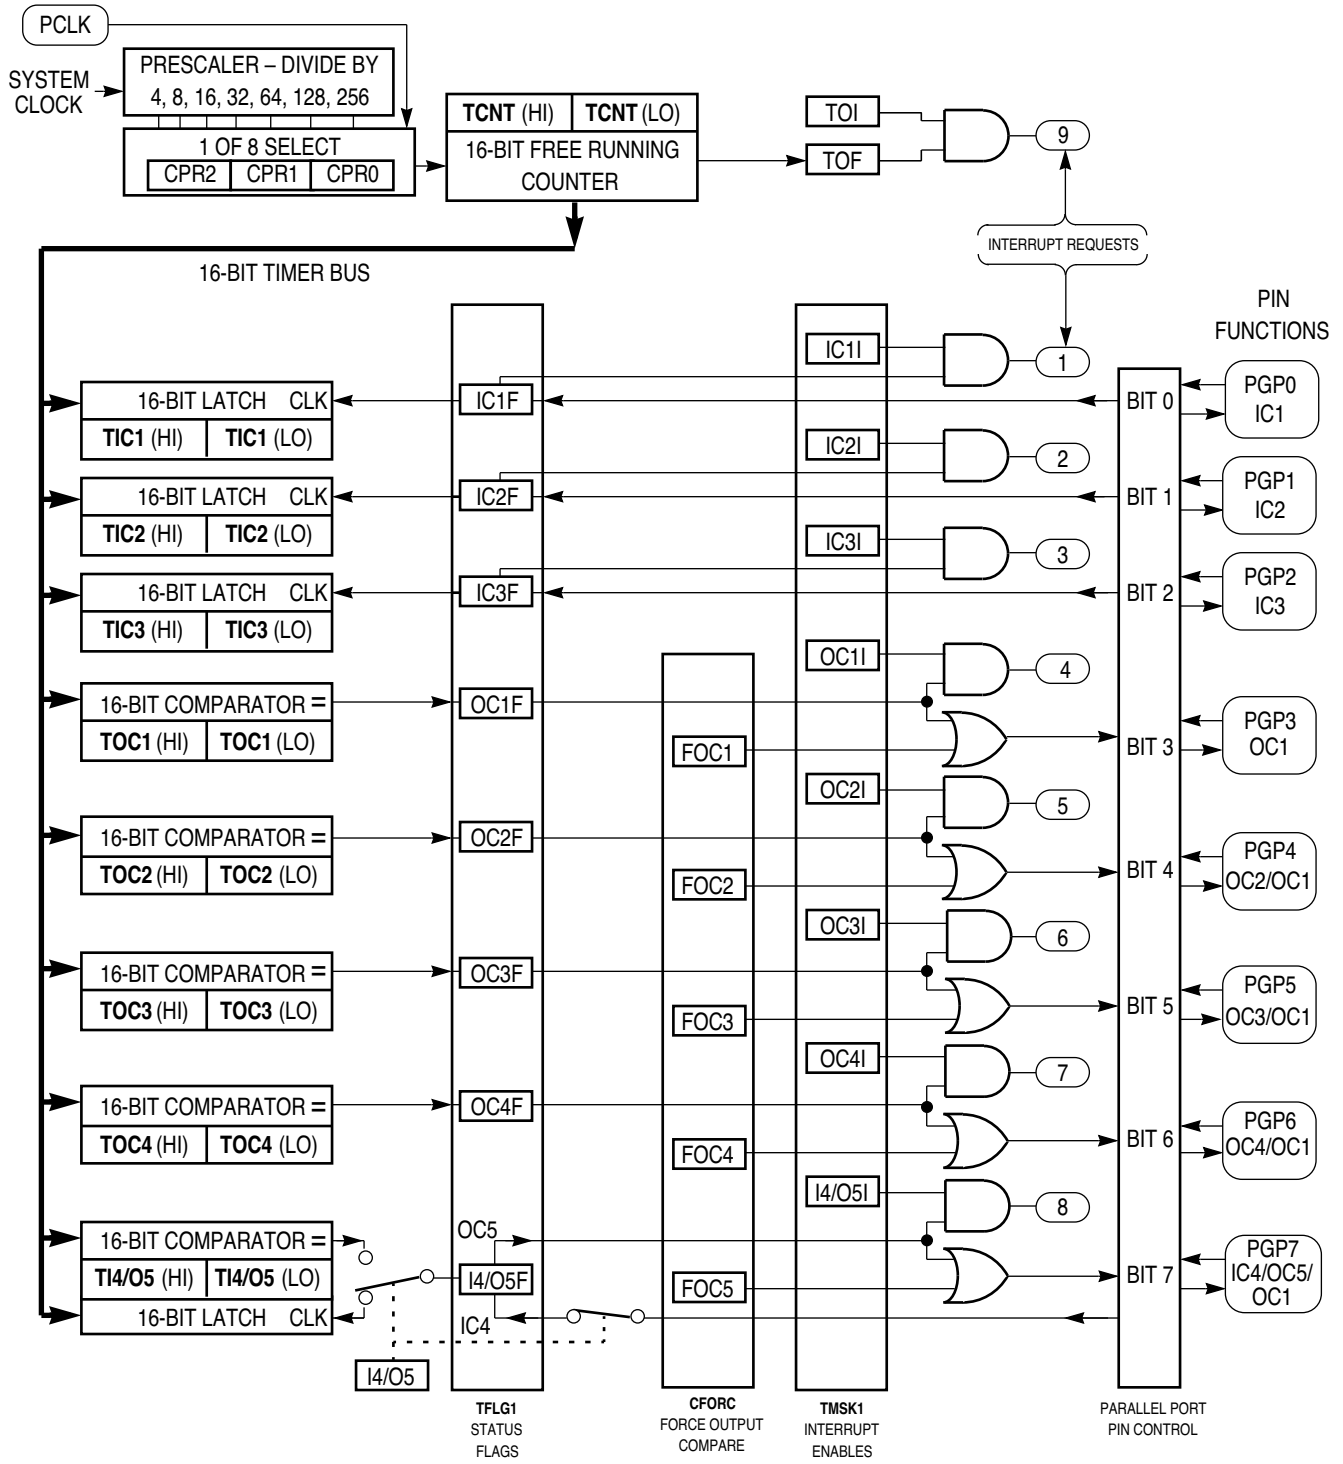 PCLK
SYSTEM
CLOCK
PRESCALER – DIVIDE BY
4, 8, 16, 32, 64, 128, 256
1 OF 8 SELECT
CPR2 CPR1 CPR0
TCNT (HI) TCNT (LO)
16-BIT FREE RUNNING
COUNTER
TOI
TOF
9
INTERRUPT REQUESTS
16-BIT TIMER BUS
PIN
FUNCTIONS
IC1I
1
16-BIT LATCH CLK
TIC1 (HI) TIC1 (LO)
IC1F
BIT 0
PGP0
IC1
IC2I
2
16-BIT LATCH CLK
TIC2 (HI) TIC2 (LO)
IC2F
BIT 1
PGP1
IC2
IC3I
3
16-BIT LATCH CLK
TIC3 (HI) TIC3 (LO)
IC3F
BIT 2
PGP2
IC3
OC1I
4
16-BIT COMPARATOR =
TOC1 (HI) TOC1 (LO)
OC1F
FOC1
BIT 3
PGP3
OC1
OC2I
5
16-BIT COMPARATOR =
TOC2 (HI) TOC2 (LO)
OC2F
FOC2
BIT 4
PGP4
OC2/OC1
OC3I
6
16-BIT COMPARATOR =
TOC3 (HI) TOC3 (LO)
OC3F
FOC3
BIT 5
PGP5
OC3/OC1
OC4I
7
16-BIT COMPARATOR =
TOC4 (HI) TOC4 (LO)
OC4F
FOC4
BIT 6
PGP6
OC4/OC1
I4/O5I
8
16-BIT COMPARATOR =
TI4/O5 (HI) TI4/O5 (LO)
16-BIT LATCH CLK
OC5
I4/O5F
IC4
FOC5
BIT 7
PGP7
IC4/OC5/
OC1
I4/O5
TFLG1
STATUS
FLAGS
CFORC
FORCE OUTPUT
COMPARE
TMSK1
INTERRUPT
ENABLES
PARALLEL PORT
PIN CONTROL